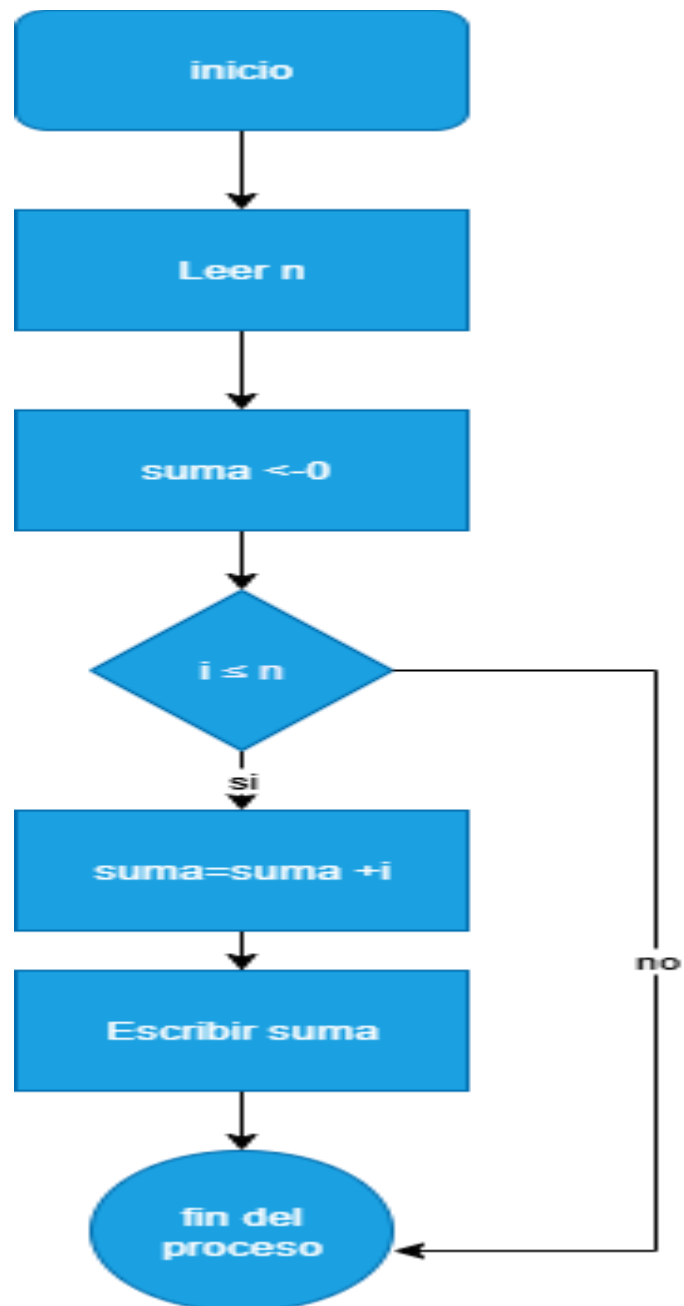 inicio
Leer n
suma <-0
i ≤ n
si
suma=suma +i
no
Escribir suma
fin del
proceso